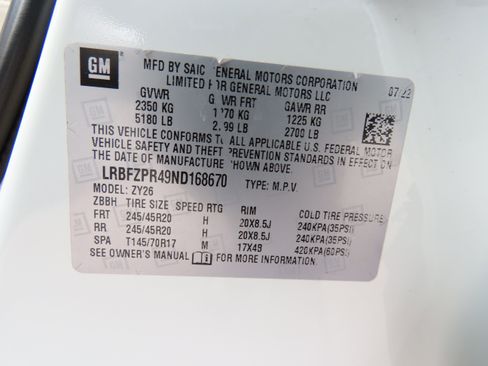 GM
MFD BY SAIC GENERAL MOTORS CORPORATION
LIMITED FOR GENERAL MOTORS LLC
07/22
GVWR GAWR FRT GAWR RR
2350 KG 1225 KG
5180 LB 2700 LB
THIS VEHICLE CONFORMS TO ALL APPLICABLE U.S. FEDERAL MOTOR
VEHICLE SAFETY AND THEFT PREVENTION STANDARDS IN EFFECT ON
THE DATE OF MANUFACTURE SHOWN ABOVE.
LRBFZPR49ND168670 TYPE: M.P.V.
MODEL: ZY26
ZBBH TIRE SIZE SPEED RTG RIM COLD TIRE PRESSURE
FRT 245/45R20 H 20X8.5J 240KPA(35PSI)
RR 245/45R20 H 20X8.5J 240KPA(35PSI)
SPA T145/70R17 M 17X4B 420KPA(60PSI)
SEE OWNER'S MANUAL FOR MORE INFORMATION.